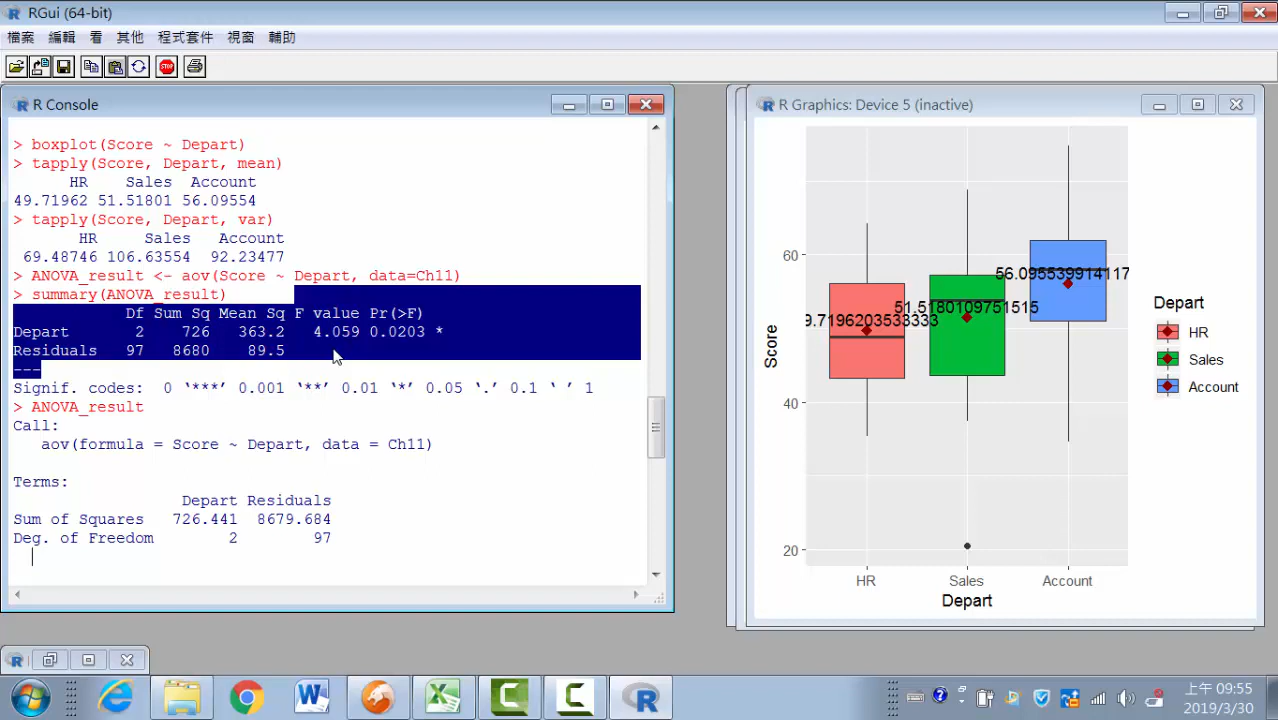 RGui (64-bit)
檔案 編輯 看 其他 程式套件 視窗 輔助
STOP
R Console
> boxplot(Score ~ Depart)
> tapply(Score, Depart, mean)
HR Sales Account
49.71962 51.51801 56.09554
> tapply(Score, Depart, var)
HR Sales Account
69.48746 106.63554 92.23477
> ANOVA_result <- aov(Score ~ Depart, data=Ch11)
> summary(ANOVA_result)
Df Sum Sq Mean Sq F value Pr(>F)
Depart 2 726 363.2 4.059 0.0203 *
Residuals 97 8680 89.5
---
Signif. codes: 0 ‘***’ 0.001 ‘**’ 0.01 ‘*’ 0.05 ‘.’ 0.1 ‘ ’ 1
> ANOVA_result
Call:
aov(formula = Score ~ Depart, data = Ch11)
Terms:
Depart Residuals
Sum of Squares 726.441 8679.684
Deg. of Freedom 2 97
R Graphics: Device 5 (inactive)
Score
60
40
20
9.7196203533333
51.5180109751515
56.095539914117
HR Sales Account
Depart
Depart
HR
Sales
Account
上午 09:55
2019/3/30